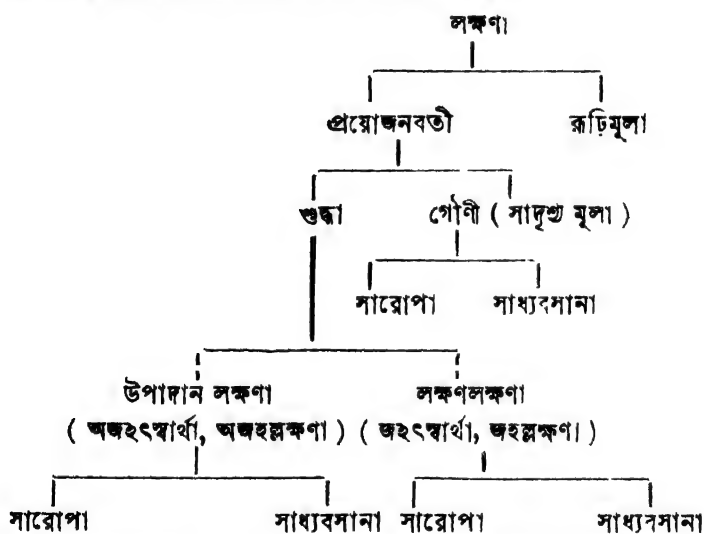 লক্ষণা
প্রয়োজনবতী রূঢ়িমূলা
শুদ্ধা গৌণী ( সাদৃশ্য মূলা )
সারোপা সাধ্যবসানা
উপাদান লক্ষণা লক্ষণলক্ষণা
( অজহৎস্বার্থা, অজহল্লক্ষণা ) ( জহৎস্বার্থা, জহল্লক্ষণা )
সারোপা সাধ্যবসানা সারোপা সাধ্যবসানা